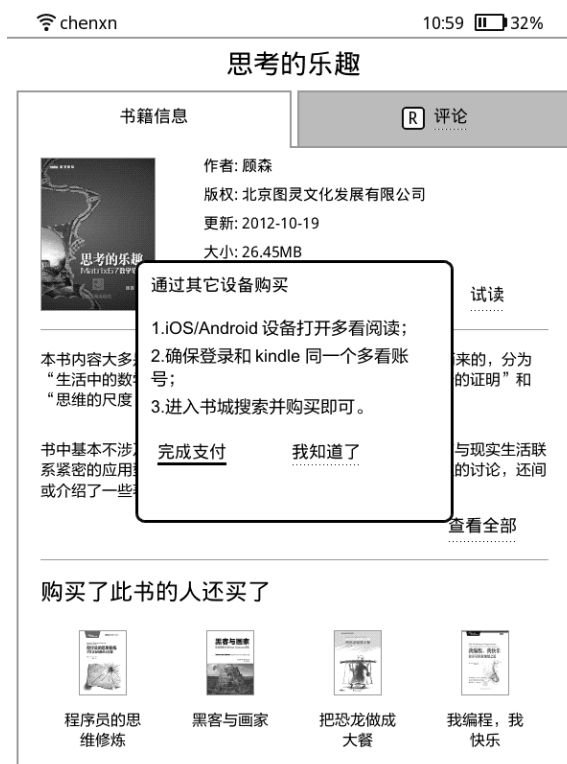 chenxn
10:59 32%
思考的乐趣
书籍信息
R 评论
作者: 顾森
版权: 北京图灵文化发展有限公司
更新: 2012-10-19
大小: 26.45MB
思考的乐趣
Matrix67数学
试读
通过其它设备购买
1.iOS/Android 设备打开多看阅读；
2.确保登录和 kindle 同一个多看账
号；
3.进入书城搜索并购买即可。
完成支付 我知道了
本书内容大多 来的，分为
“生活中的数 的证明”和
“思维的尺度
书中基本不涉 与现实生活联
系紧密的应用 的讨论，还间
或介绍了一些
查看全部
购买了此书的人还买了
黑客与画家
程序员的思
维修炼
黑客与画家
把恐龙做成
大餐
我编程，我
快乐